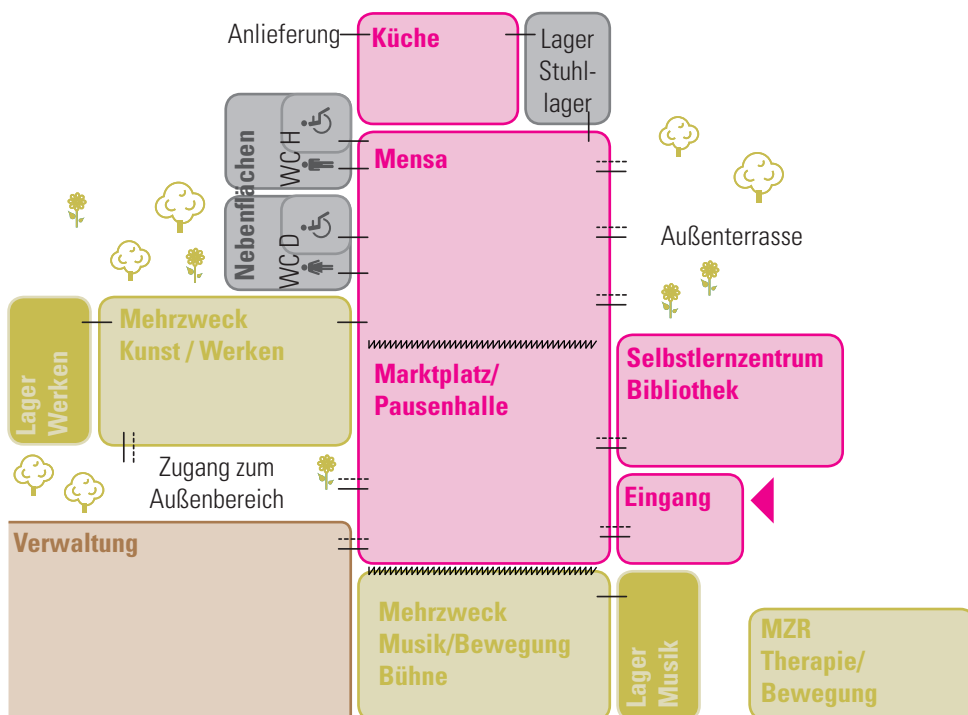 Anlieferung
Küche
Lager
Stuhl-
lager
Nebenflächen
WC H
WC D
Mensa
Außenterrasse
Lager
Werken
Mehrzweck
Kunst / Werken
Marktplatz/
Pausenhalle
Selbstlernzentrum
Bibliothek
Zugang zum
Außenbereich
Eingang
Verwaltung
Mehrzweck
Musik/Bewegung
Bühne
Lager
Musik
MZR
Therapie/
Bewegung